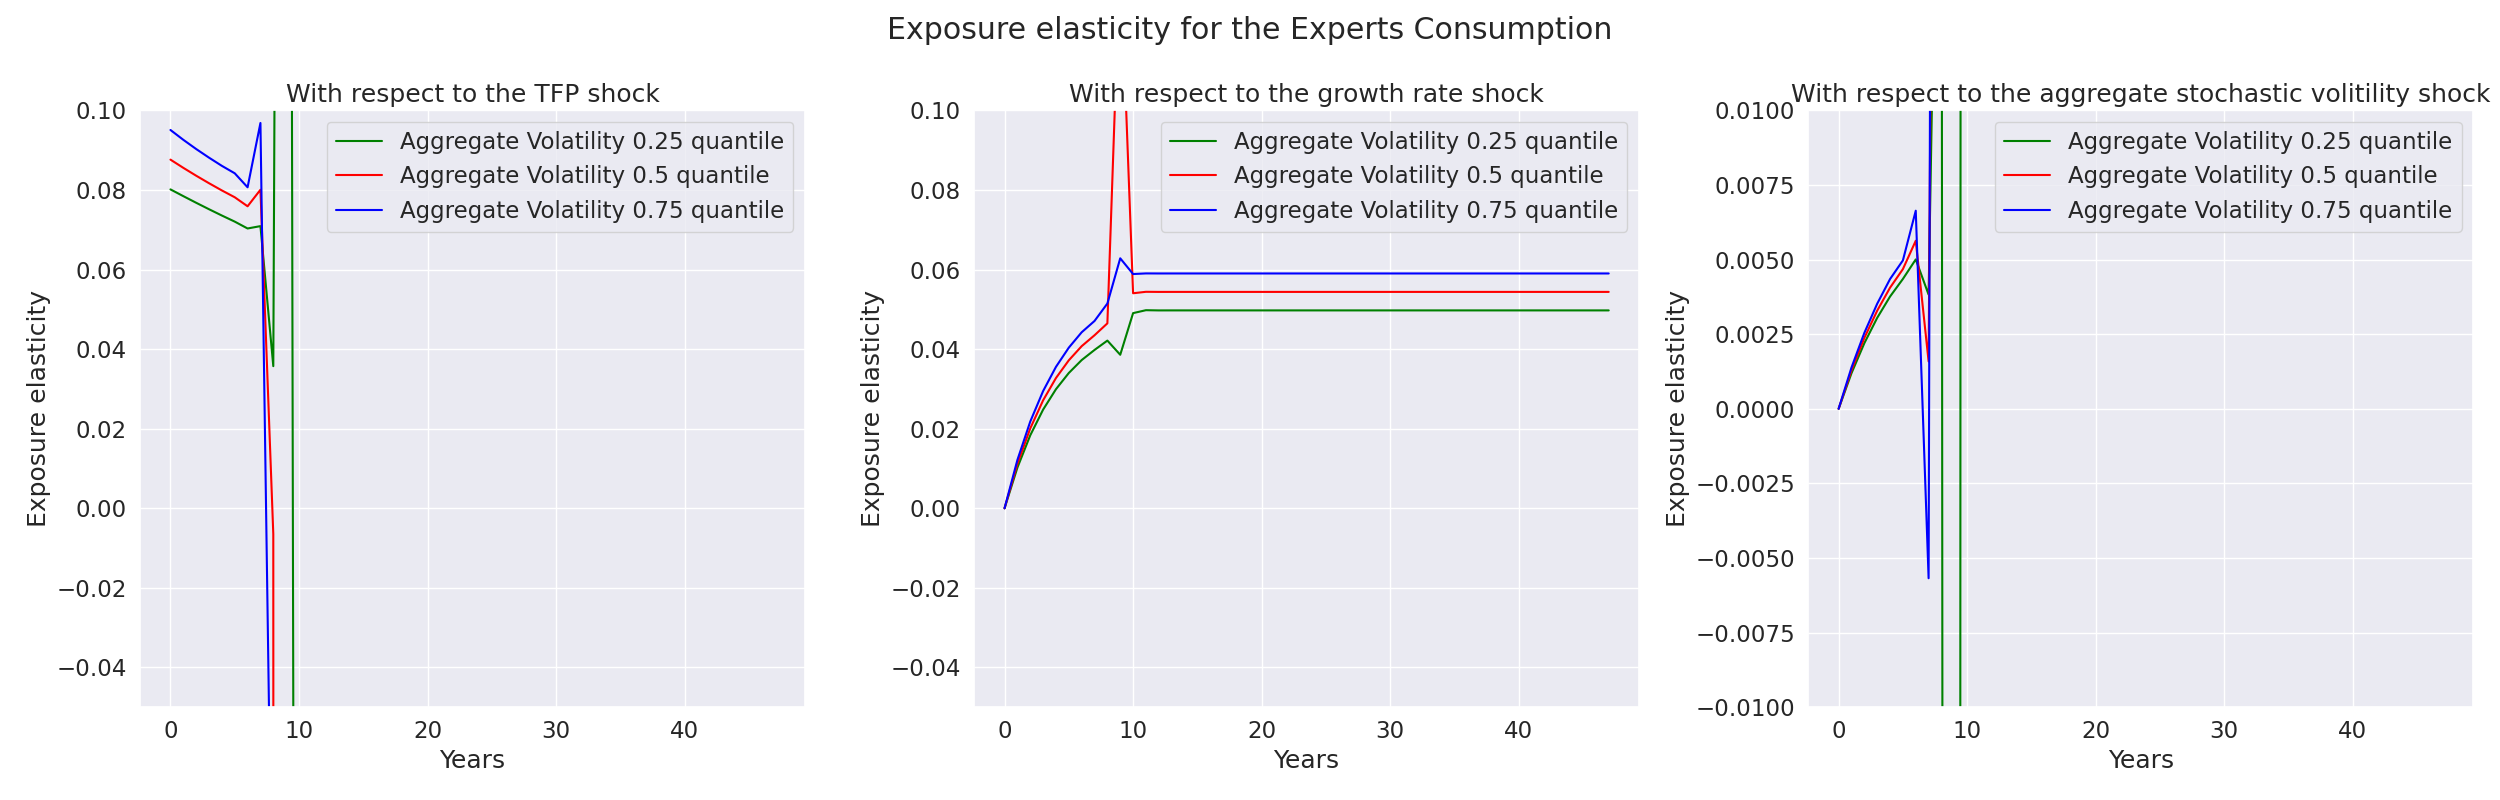 Exposure elasticity for the Experts Consumption
With respect to the TFP shock
Exposure elasticity
0.10
0.08
0.06
0.04
0.02
0.00
−0.02
−0.04
Aggregate Volatility 0.25 quantile
Aggregate Volatility 0.5 quantile
Aggregate Volatility 0.75 quantile
0 10 20 30 40
Years
With respect to the growth rate shock
Exposure elasticity
0.10
0.08
0.06
0.04
0.02
0.00
−0.02
−0.04
Aggregate Volatility 0.25 quantile
Aggregate Volatility 0.5 quantile
Aggregate Volatility 0.75 quantile
0 10 20 30 40
Years
With respect to the aggregate stochastic volitility shock
Exposure elasticity
0.0100
0.0075
0.0050
0.0025
0.0000
−0.0025
−0.0050
−0.0075
−0.0100
Aggregate Volatility 0.25 quantile
Aggregate Volatility 0.5 quantile
Aggregate Volatility 0.75 quantile
0 10 20 30 40
Years